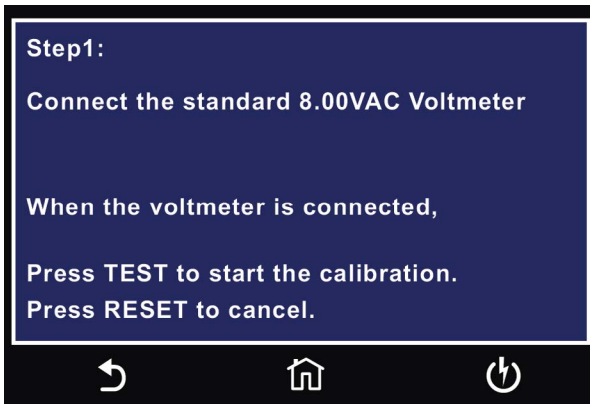 Step1:
Connect the standard 8.00VAC Voltmeter
When the voltmeter is connected,
Press TEST to start the calibration.
Press RESET to cancel.